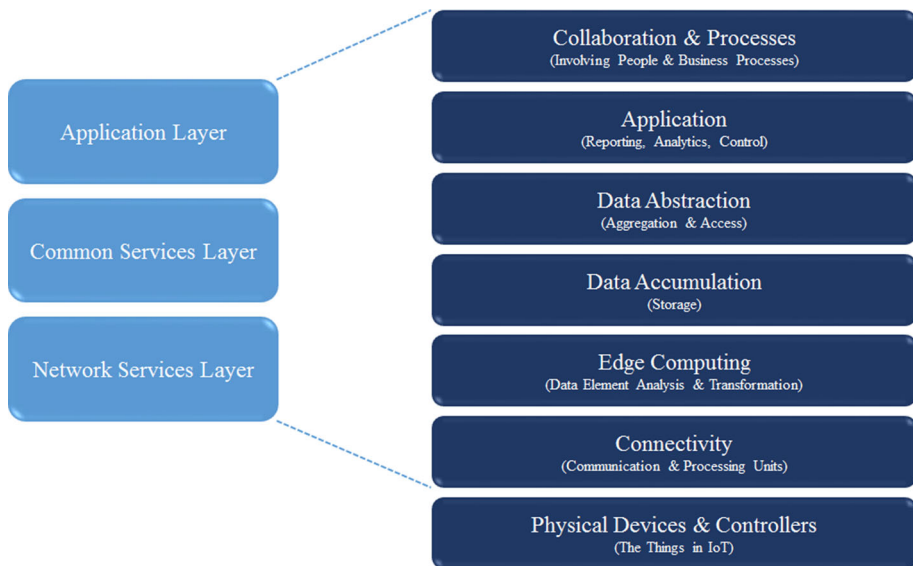 Application Layer
Common Services Layer
Network Services Layer
Collaboration & Processes
(Involving People & Business Processes)
Application
(Reporting, Analytics, Control)
Data Abstraction
(Aggregation & Access)
Data Accumulation
(Storage)
Edge Computing
(Data Element Analysis & Transformation)
Connectivity
(Communication & Processing Units)
Physical Devices & Controllers
(The Things in IoT)